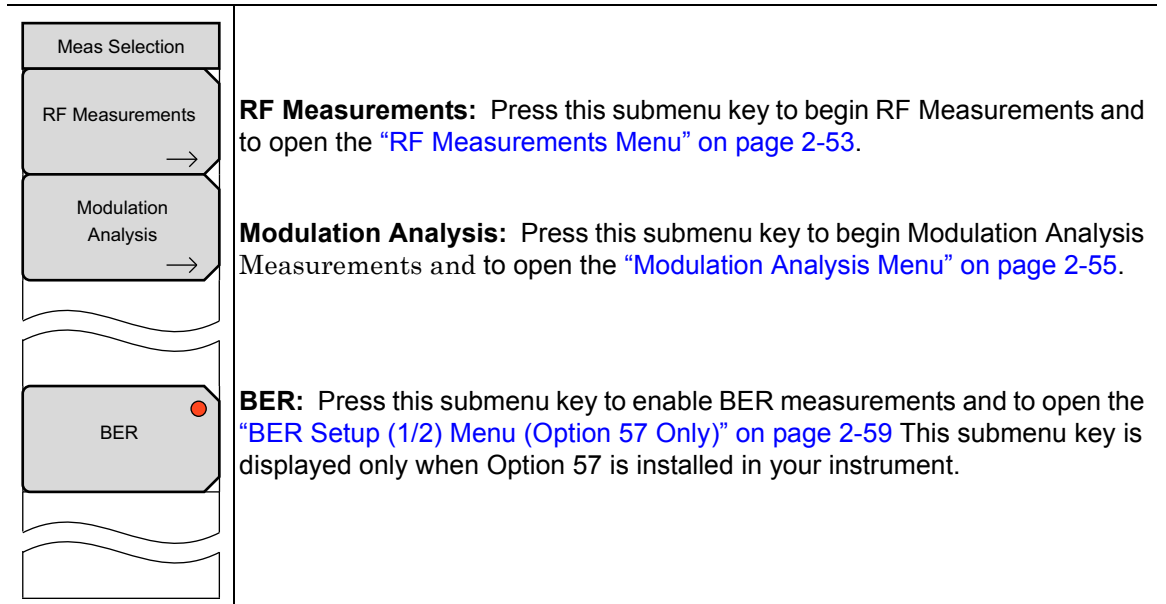 Meas Selection
RF Measurements
Modulation
Analysis
BER
RF Measurements: Press this submenu key to begin RF Measurements and
to open the “RF Measurements Menu” on page 2-53.
Modulation Analysis: Press this submenu key to begin Modulation Analysis
Measurements and to open the “Modulation Analysis Menu” on page 2-55.
BER: Press this submenu key to enable BER measurements and to open the
“BER Setup (1/2) Menu (Option 57 Only)” on page 2-59 This submenu key is
displayed only when Option 57 is installed in your instrument.